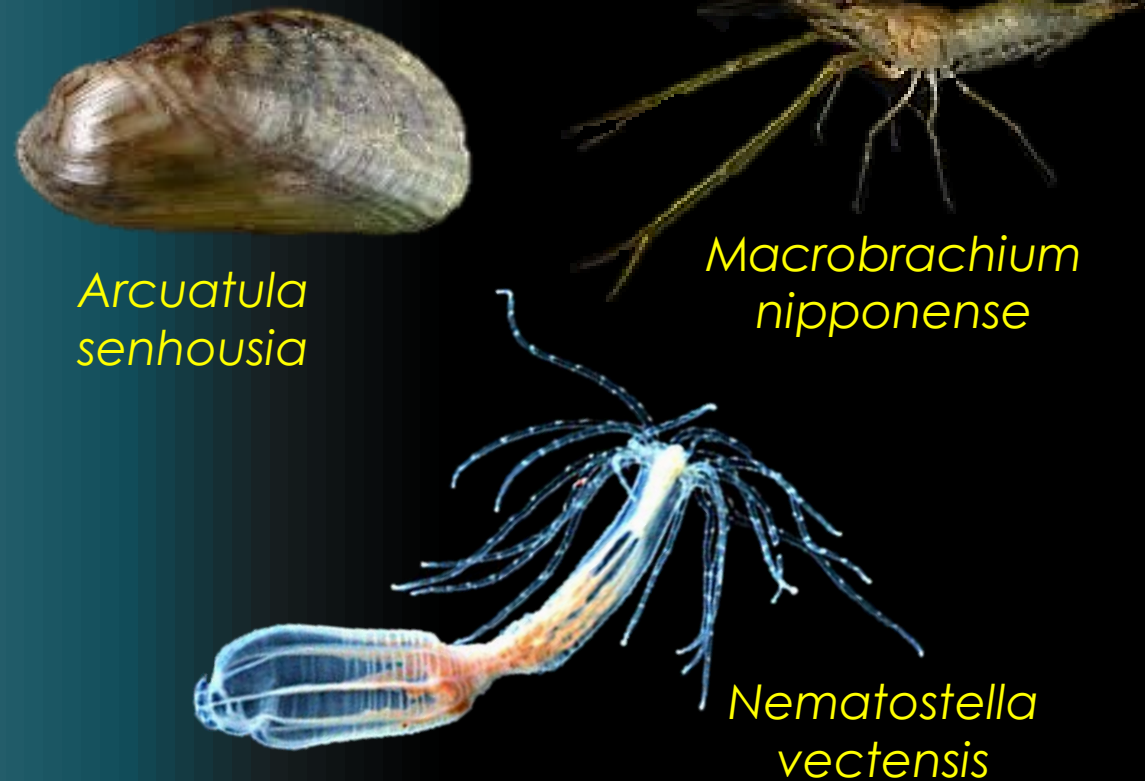 Arcuatula
senhousia
Macrobrachium
nipponense
Nematostella
vectensis